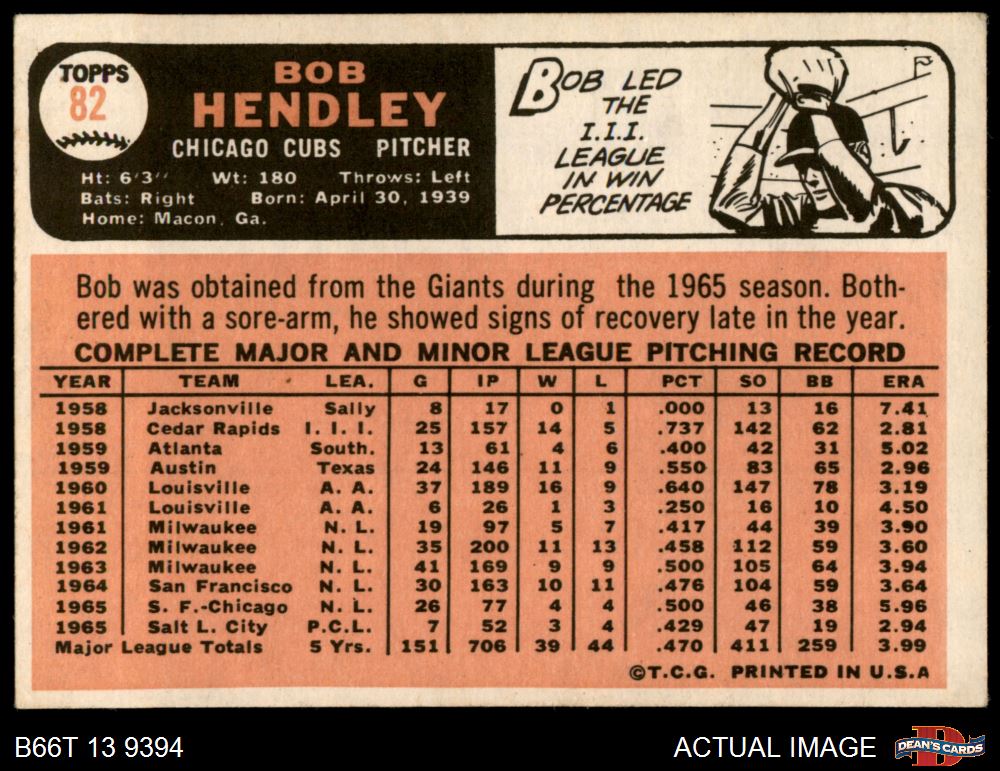 TOPPS
82
BOB
HENDLEY
CHICAGO CUBS PITCHER
Ht: 6'3" Wt: 180 Throws: Left
Bats: Right Born: April 30, 1939
Home: Macon, Ga.
BOB LED
THE
I.I.I.
LEAGUE
IN WIN
PERCENTAGE
Bob was obtained from the Giants during the 1965 season. Both-
ered with a sore-arm, he showed signs of recovery late in the year.
COMPLETE MAJOR AND MINOR LEAGUE PITCHING RECORD
YEAR TEAM LEA. G IP W L PCT SO BB ERA
1958 Jacksonville Sally 8 17 0 1 .000 13 16 7.41
1958 Cedar Rapids I. I. I. 25 157 14 5 .737 142 62 2.81
1959 Atlanta South. 13 61 4 6 .400 42 31 5.02
1959 Austin Texas 24 146 11 9 .550 83 65 2.96
1960 Louisville A. A. 37 189 16 9 .640 147 78 3.19
1961 Louisville A. A. 6 26 1 3 .250 16 10 4.50
1961 Milwaukee N. L. 19 97 5 7 .417 44 39 3.90
1962 Milwaukee N. L. 35 200 11 13 .458 112 59 3.60
1963 Milwaukee N. L. 41 169 9 9 .500 105 64 3.94
1964 San Francisco N. L. 30 163 10 11 .476 104 59 3.64
1965 S. F.-Chicago N. L. 26 77 4 4 .500 46 38 5.96
1965 Salt L. City P.C.L. 7 52 3 4 .429 47 19 2.94
Major League Totals 5 Yrs. 151 706 39 44 .470 411 259 3.99
©T.C.G. PRINTED IN U.S.A
B66T 13 9394 ACTUAL IMAGE
DEAN'S CARDS